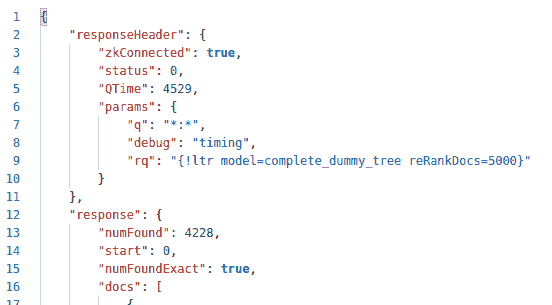 1 {
2 "responseHeader": {
3 "zkConnected": true,
4 "status": 0,
5 "QTime": 4529,
6 "params": {
7 "q": "*:*",
8 "debug": "timing",
9 "rq": "{!ltr model=complete_dummy_tree reRankDocs=5000}"
10 }
11 },
12 "response": {
13 "numFound": 4228,
14 "start": 0,
15 "numFoundExact": true,
16 "docs": [
17 {